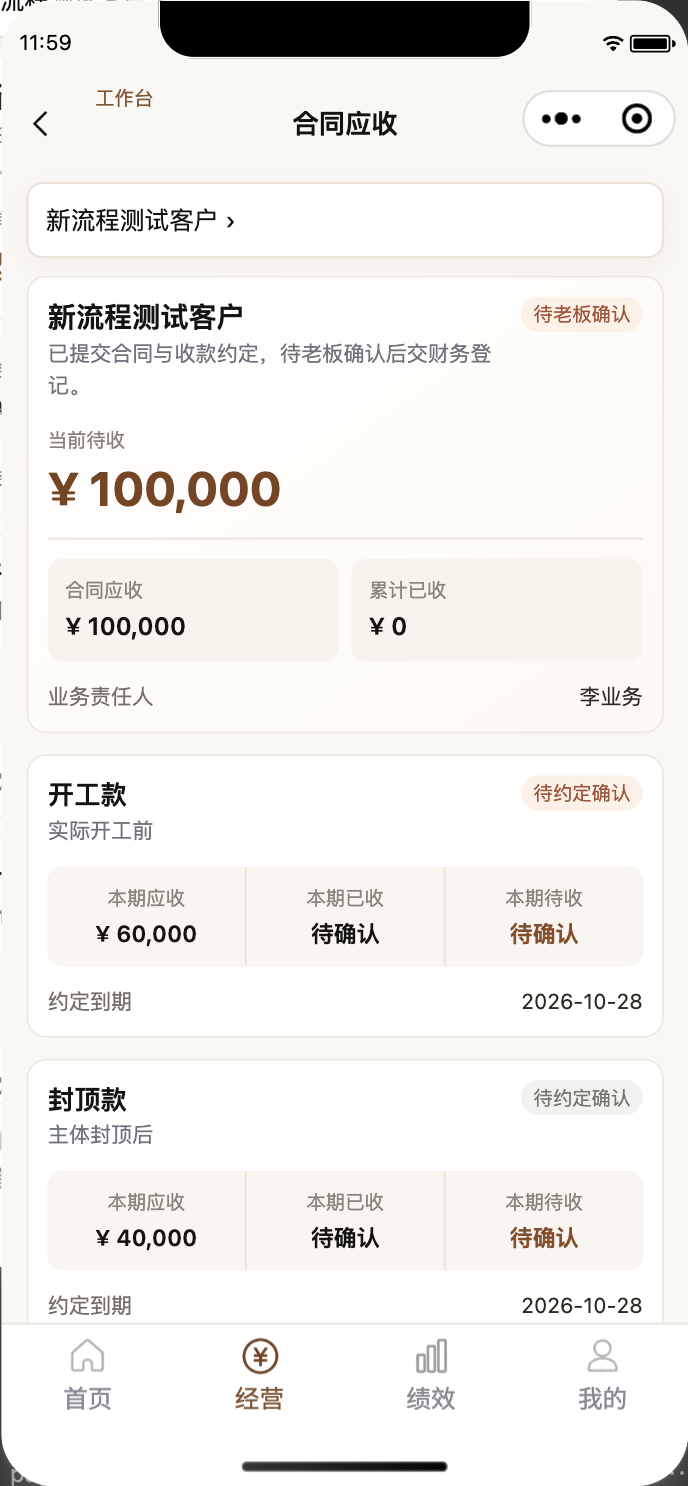 11:59
工作台
合同应收
新流程测试客户 ›
新流程测试客户
待老板确认
已提交合同与收款约定，待老板确认后交财务登
记。
当前待收
¥ 100,000
合同应收
累计已收
¥ 100,000
¥ 0
业务责任人
李业务
开工款
待约定确认
实际开工前
本期应收
本期已收
本期待收
¥ 60,000
待确认
待确认
约定到期
2026-10-28
封顶款
待约定确认
主体封顶后
本期应收
本期已收
本期待收
¥ 40,000
待确认
待确认
约定到期
2026-10-28
首页
经营
绩效
我的